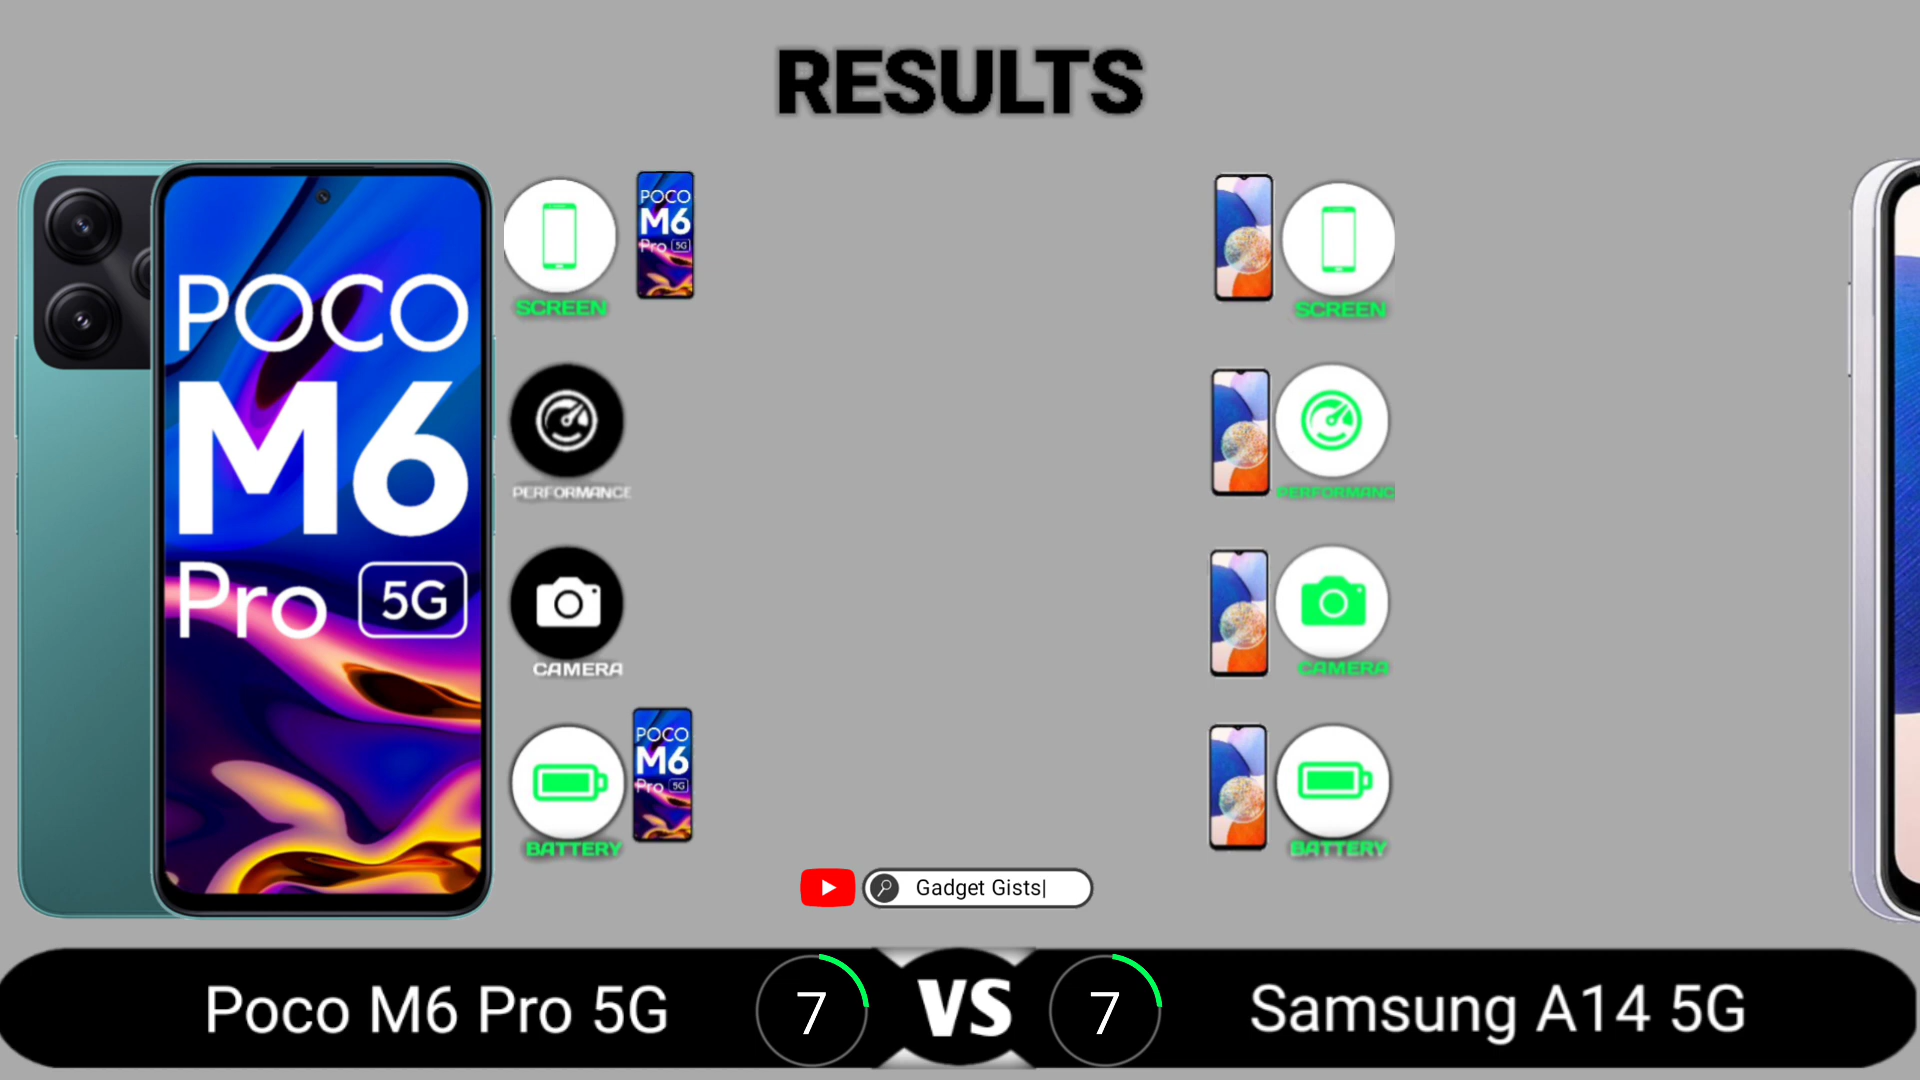 RESULTS
POCO
M6
Pro 5G
SCREEN
POCO
M6
Pro 5G
SCREEN
PERFORMANCE
PERFORMANC
CAMERA
CAMERA
POCO
M6
Pro 5G
BATTERY
BATTERY
Gadget Gists|
Poco M6 Pro 5G 7 VS 7 Samsung A14 5G